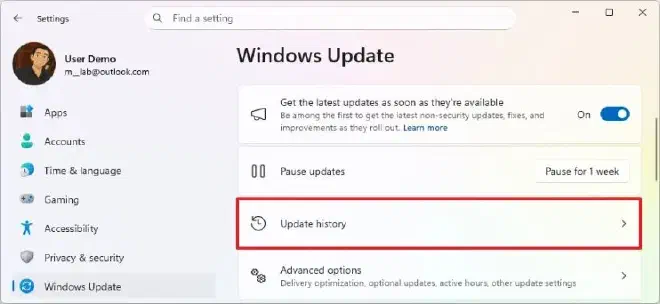 Settings
Find a setting
User Demo
m__lab@outlook.com
Apps
Accounts
Time & language
Gaming
Accessibility
Privacy & security
Windows Update
Windows Update
Get the latest updates as soon as they're available
Be among the first to get the latest non-security updates, fixes, and
improvements as they roll out. Learn more
On
Pause updates
Pause for 1 week
Update history
Advanced options
Delivery optimization, optional updates, active hours, other update settings